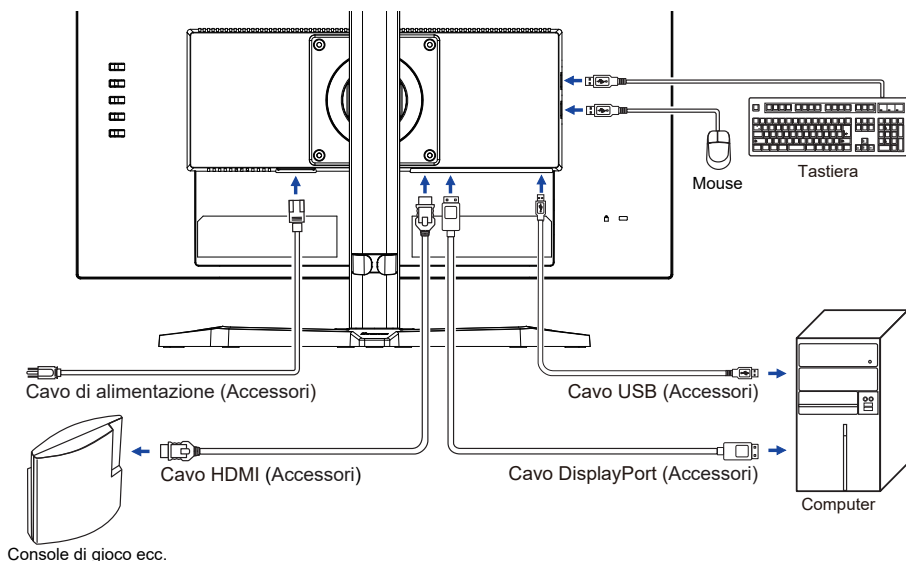 Mouse
Tastiera
Cavo di alimentazione (Accessori)
Cavo USB (Accessori)
Cavo HDMI (Accessori)
Cavo DisplayPort (Accessori)
Computer
Console di gioco ecc.